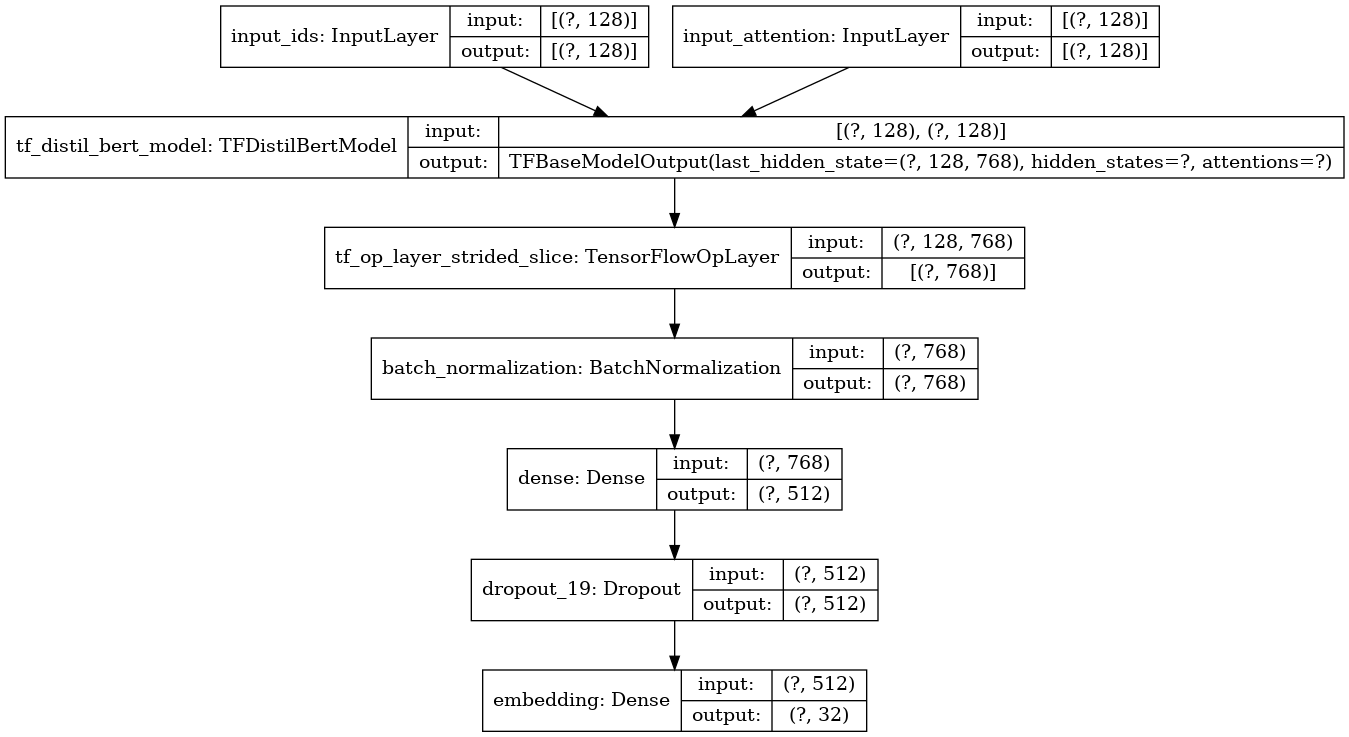 input_ids: InputLayer
input: [(?, 128)]
output: [(?, 128)]
input_attention: InputLayer
input: [(?, 128)]
output: [(?, 128)]
tf_distil_bert_model: TFDistilBertModel
input: [(?, 128), (?, 128)]
output: TFBaseModelOutput(last_hidden_state=(?, 128, 768), hidden_states=?, attentions=?)
tf_op_layer_strided_slice: TensorFlowOpLayer
input: (?, 128, 768)
output: [(?, 768)]
batch_normalization: BatchNormalization
input: (?, 768)
output: (?, 768)
dense: Dense
input: (?, 768)
output: (?, 512)
dropout_19: Dropout
input: (?, 512)
output: (?, 512)
embedding: Dense
input: (?, 512)
output: (?, 32)